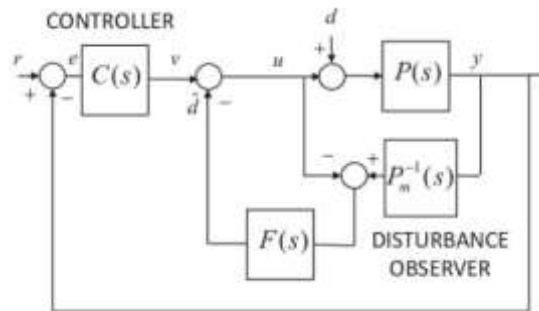 CONTROLLER
d
r e C(s) v u + P(s) y
+ − d̂ −
− + P_m^{-1}(s)
F(s)
DISTURBANCE
OBSERVER